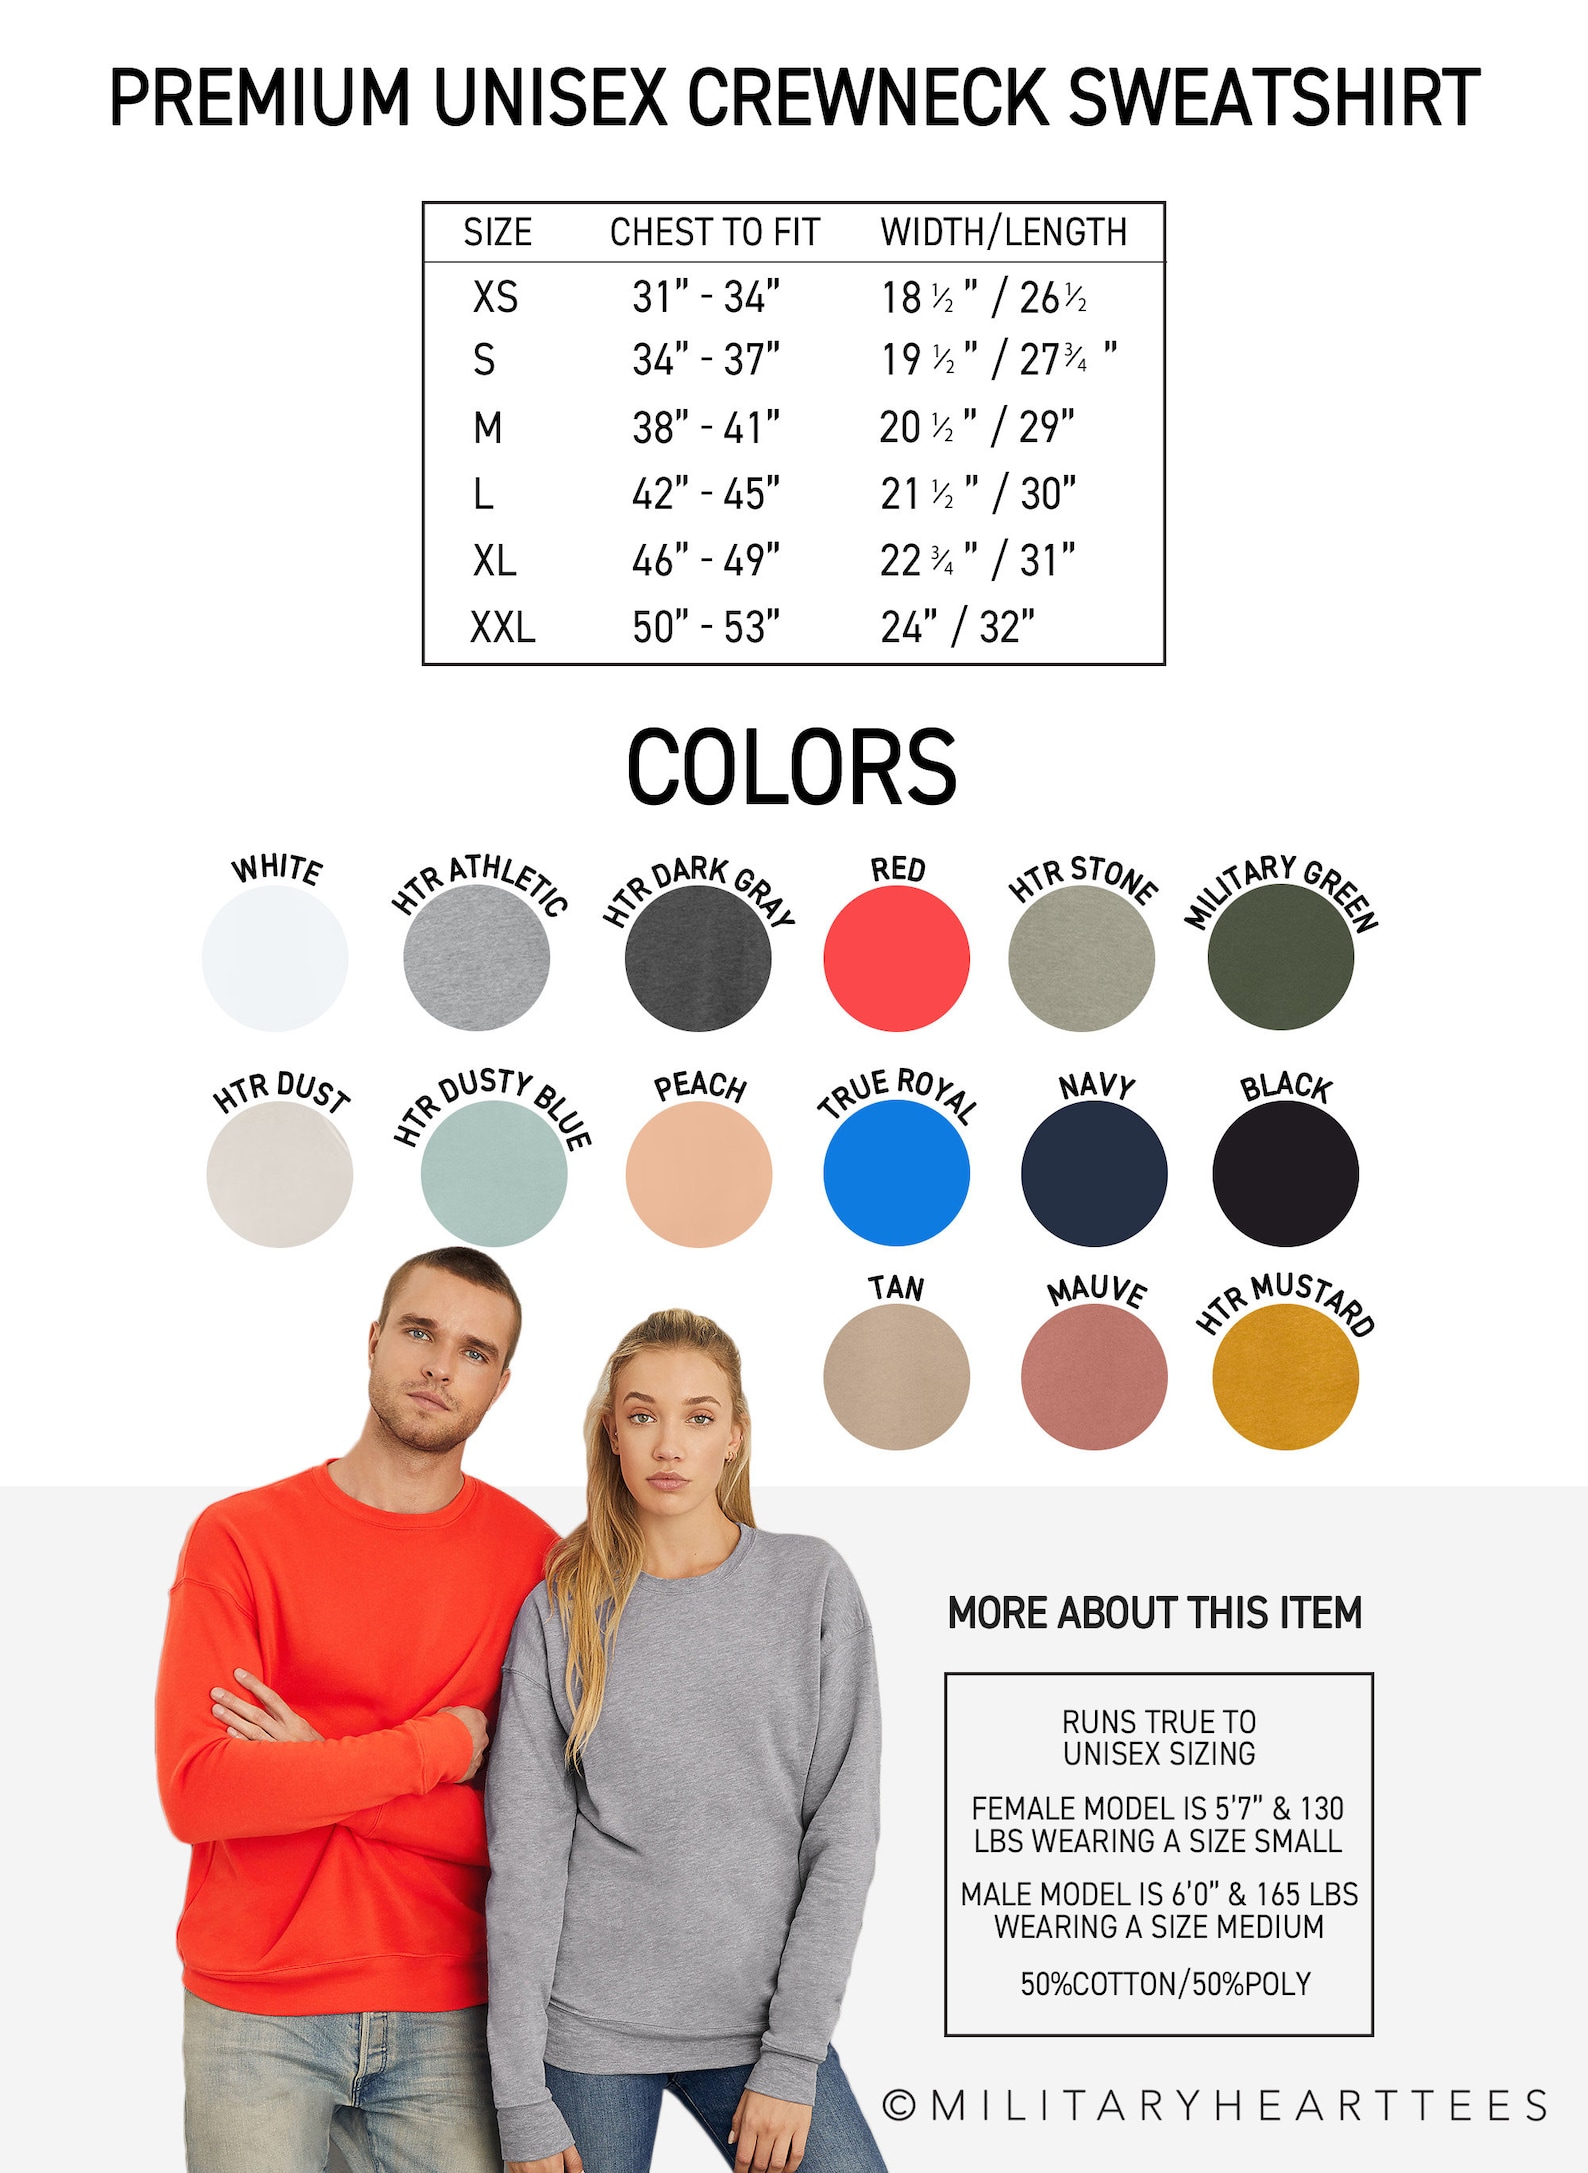 PREMIUM UNISEX CREWNECK SWEATSHIRT
SIZE CHEST TO FIT WIDTH/LENGTH
XS 31” - 34” 18 ½ ” / 26½
S 34” - 37” 19 ½ ” / 27¾ ”
M 38” - 41” 20 ½ ” / 29”
L 42” - 45” 21 ½ ” / 30”
XL 46” - 49” 22 ¾ ” / 31”
XXL 50” - 53” 24” / 32”
COLORS
WHITE HTR ATHLETIC HTR DARK GRAY RED HTR STONE MILITARY GREEN
HTR DUST HTR DUSTY BLUE PEACH TRUE ROYAL NAVY BLACK
TAN MAUVE HTR MUSTARD
MORE ABOUT THIS ITEM
RUNS TRUE TO
UNISEX SIZING
FEMALE MODEL IS 5’7” & 130
LBS WEARING A SIZE SMALL
MALE MODEL IS 6’0” & 165 LBS
WEARING A SIZE MEDIUM
50%COTTON/50%POLY
©MILITARYHEARTTEES